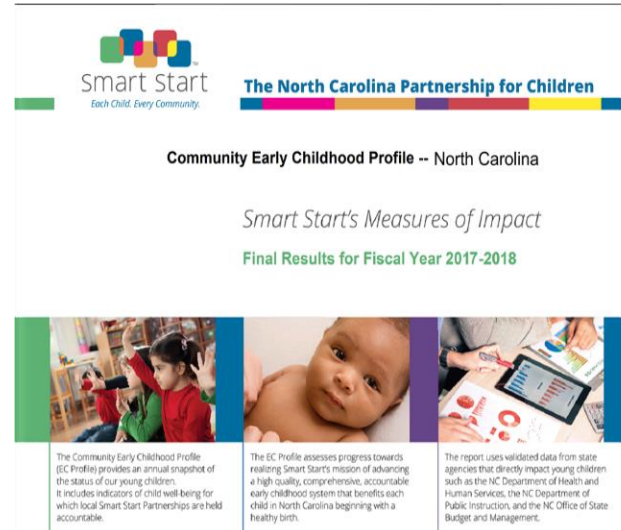 Smart Start
Each Child. Every Community.
The North Carolina Partnership for Children
Community Early Childhood Profile -- North Carolina
Smart Start's Measures of Impact
Final Results for Fiscal Year 2017-2018
The Community Early Childhood Profile
(EC Profile) provides an annual snapshot of
the status of our young children.
It includes indicators of child well-being for
which local Smart Start Partnerships are held
accountable.
The EC Profile assesses progress towards
realizing Smart Start's mission of advancing
a high quality, comprehensive, accountable
early childhood system that benefits each
child in North Carolina beginning with a
healthy birth.
The report uses validated data from state
agencies that directly impact young children
such as the NC Department of Health and
Human Services, the NC Department of
Public Instruction, and the NC Office of State
Budget and Management.